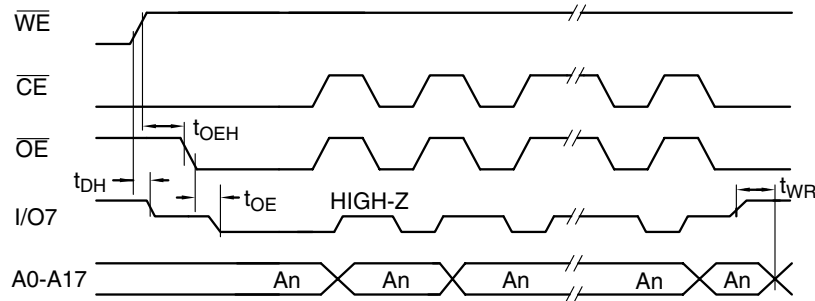 WE
CE
tOEH
OE
tDH
tOE
HIGH-Z
tWR
I/O7
A0-A17 An An An An An